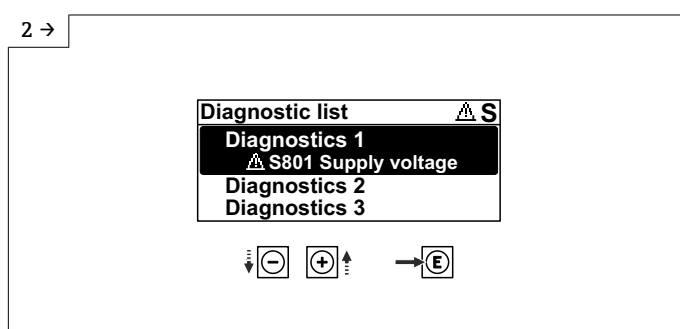 2 →
Diagnostic list ⚠ S
Diagnostics 1
⚠ S801 Supply voltage
Diagnostics 2
Diagnostics 3
− + E